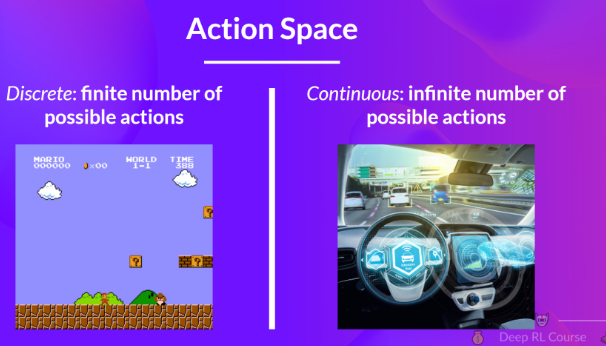 Action Space
Discrete: finite number of
possible actions
Continuous: infinite number of
possible actions
MARIO WORLD TIME
000000 x00 1-1 388
?
?
?
Deep RL Course